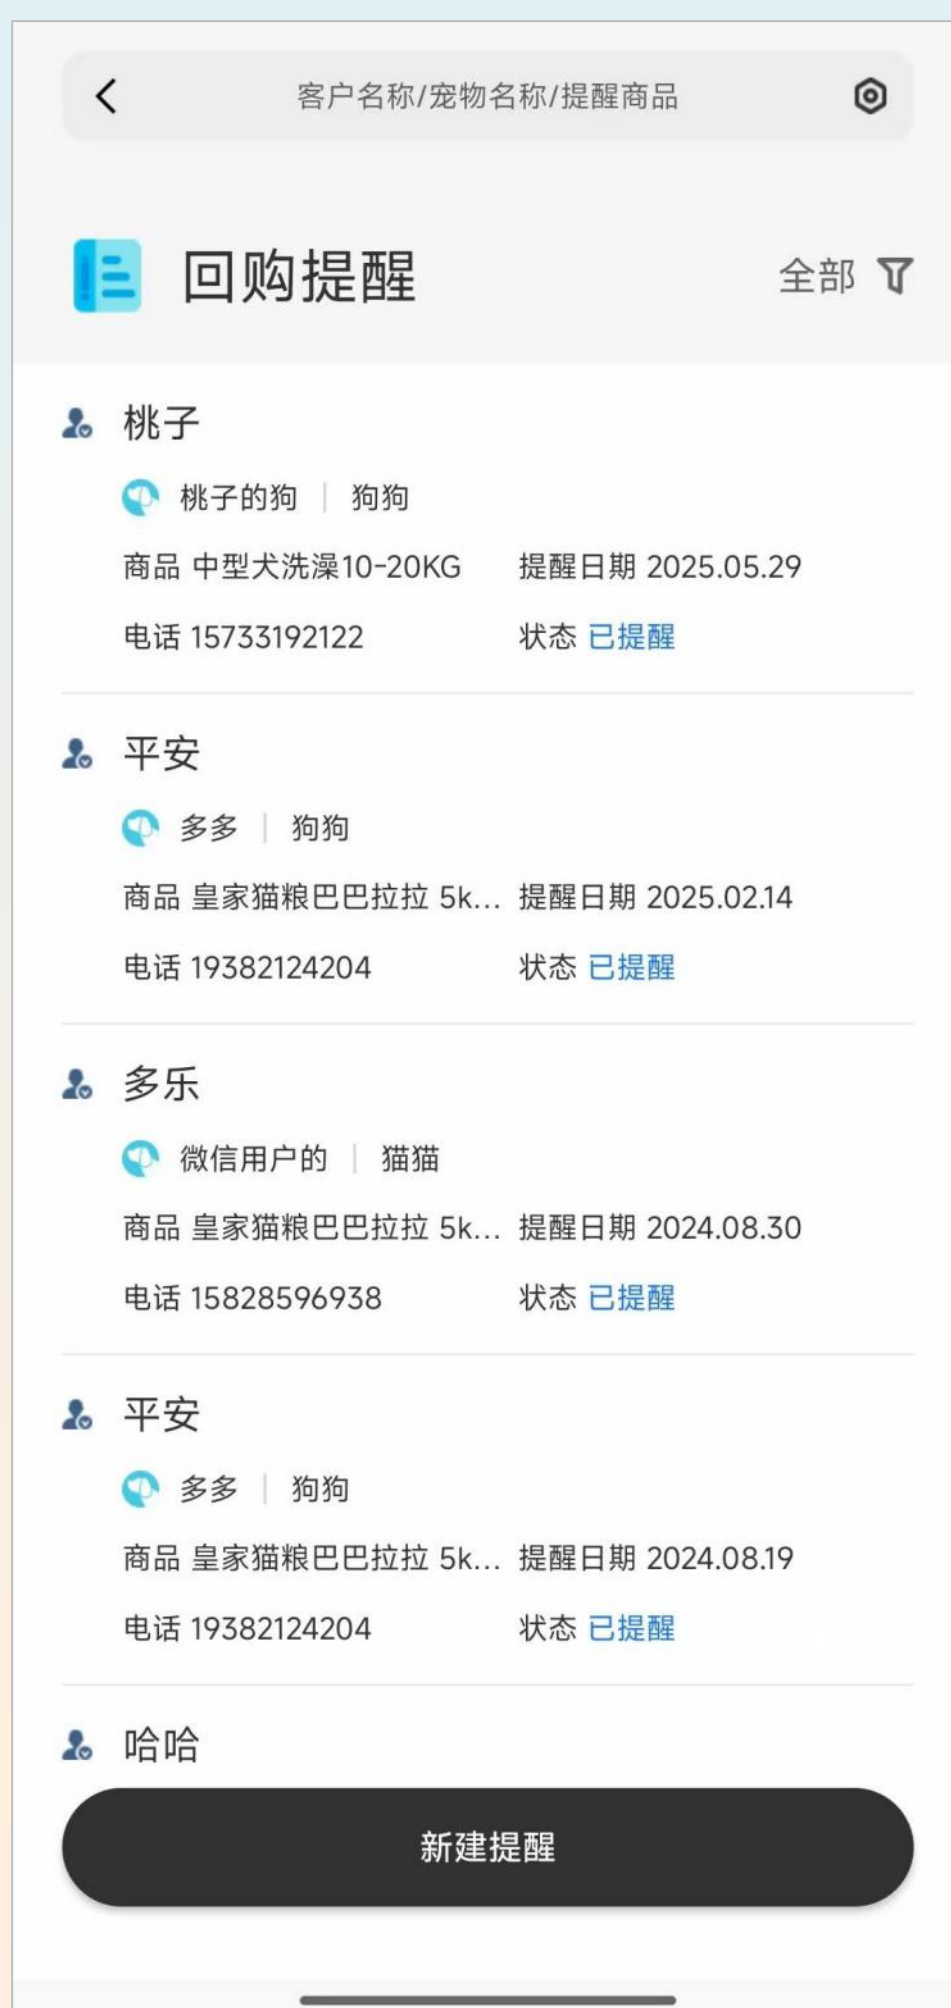 客户名称/宠物名称/提醒商品
回购提醒 全部
桃子
桃子的狗 | 狗狗
商品 中型犬洗澡10-20KG 提醒日期 2025.05.29
电话 15733192122 状态 已提醒
平安
多多 | 狗狗
商品 皇家猫粮巴巴拉拉 5k... 提醒日期 2025.02.14
电话 19382124204 状态 已提醒
多乐
微信用户的 | 猫猫
商品 皇家猫粮巴巴拉拉 5k... 提醒日期 2024.08.30
电话 15828596938 状态 已提醒
平安
多多 | 狗狗
商品 皇家猫粮巴巴拉拉 5k... 提醒日期 2024.08.19
电话 19382124204 状态 已提醒
哈哈
新建提醒